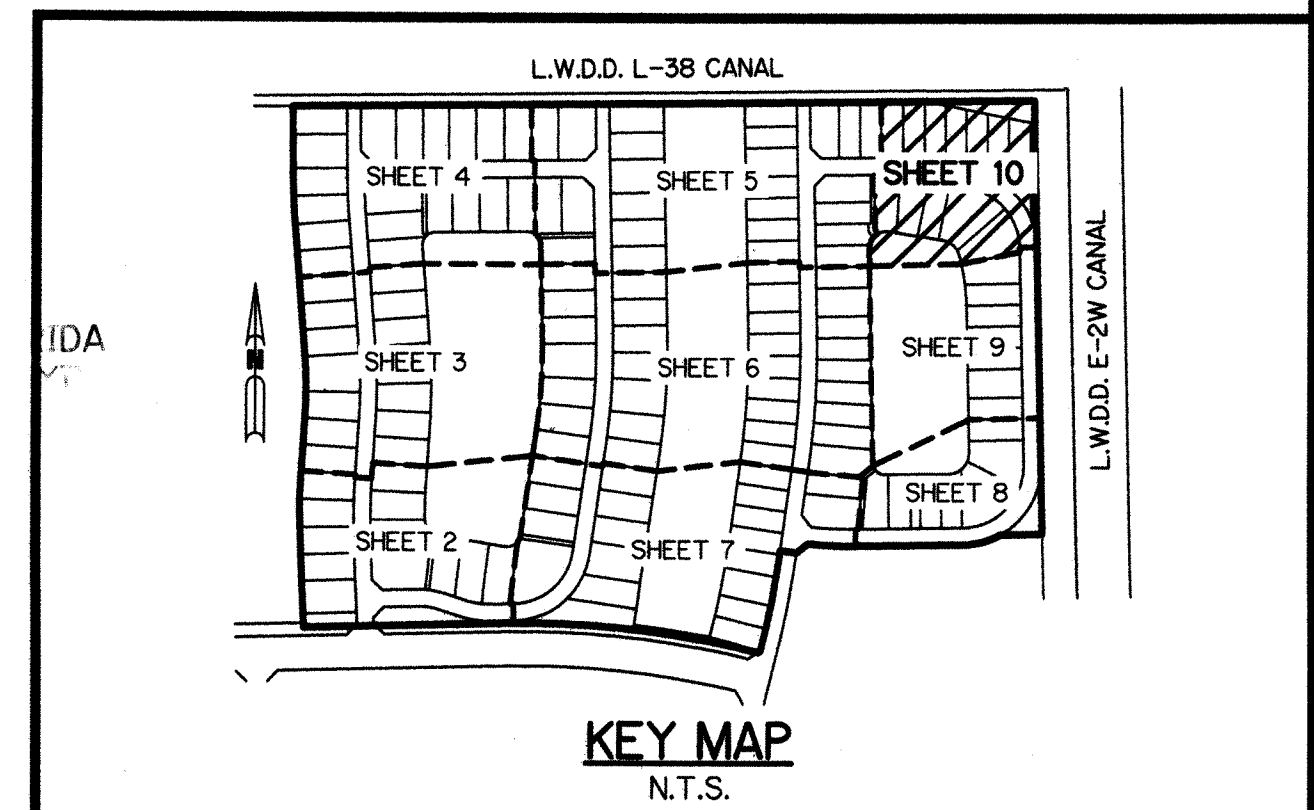 L.W.D.D. L-38 CANAL
SHEET 4
SHEET 5
SHEET 10
L.W.D.D. E-2W CANAL
IDA
SHEET 3
SHEET 6
SHEET 9
SHEET 2
SHEET 7
SHEET 8
KEY MAP
N.T.S.